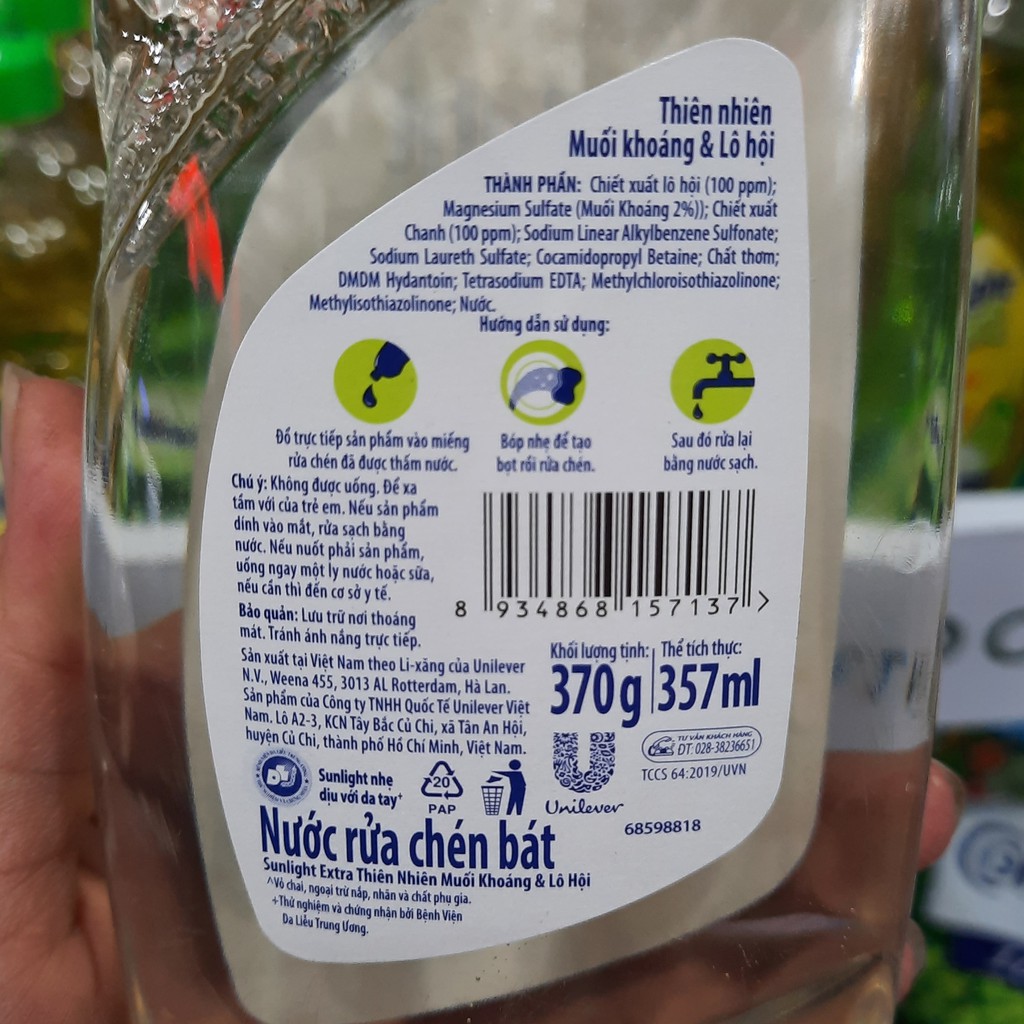 Thiên nhiên
Muối khoáng & Lô hội
THÀNH PHẦN: Chiết xuất lô hội (100 ppm);
Magnesium Sulfate (Muối Khoáng 2%)); Chiết xuất
Chanh (100 ppm); Sodium Linear Alkylbenzene Sulfonate;
Sodium Laureth Sulfate; Cocamidopropyl Betaine; Chất thơm;
DMDM Hydantoin; Tetrasodium EDTA; Methylchloroisothiazolinone;
Methylisothiazolinone; Nước.
Hướng dẫn sử dụng:
Đổ trực tiếp sản phẩm vào miếng
rửa chén đã được thấm nước.
Bóp nhẹ để tạo
bọt rồi rửa chén.
Sau đó rửa lại
bằng nước sạch.
Chú ý: Không được uống. Để xa
tầm với của trẻ em. Nếu sản phẩm
dính vào mắt, rửa sạch bằng
nước. Nếu nuốt phải sản phẩm,
uống ngay một ly nước hoặc sữa,
nếu cần thì đến cơ sở y tế.
Bảo quản: Lưu trữ nơi thoáng
mát. Tránh ánh nắng trực tiếp.
8 934868 157137 >
Sản xuất tại Việt Nam theo Li-xăng của Unilever
N.V., Weena 455, 3013 AL Rotterdam, Hà Lan.
Sản phẩm của Công ty TNHH Quốc Tế Unilever Việt
Nam. Lô A2-3, KCN Tây Bắc Củ Chi, xã Tân An Hội,
huyện Củ Chi, thành phố Hồ Chí Minh, Việt Nam.
Khối lượng tịnh:
370g
Thể tích thực:
357ml
TƯ VẤN KHÁCH HÀNG
ĐT: 028-38236651
TCCS 64:2019/UVN
Sunlight nhẹ
dịu với da tay+
20
PAP
Unilever
68598818
Nước rửa chén bát
Sunlight Extra Thiên Nhiên Muối Khoáng & Lô Hội
^Vỏ chai, ngoại trừ nắp, nhãn và chất phụ gia.
+Thử nghiệm và chứng nhận bởi Bệnh Viện
Da Liễu Trung Ương.